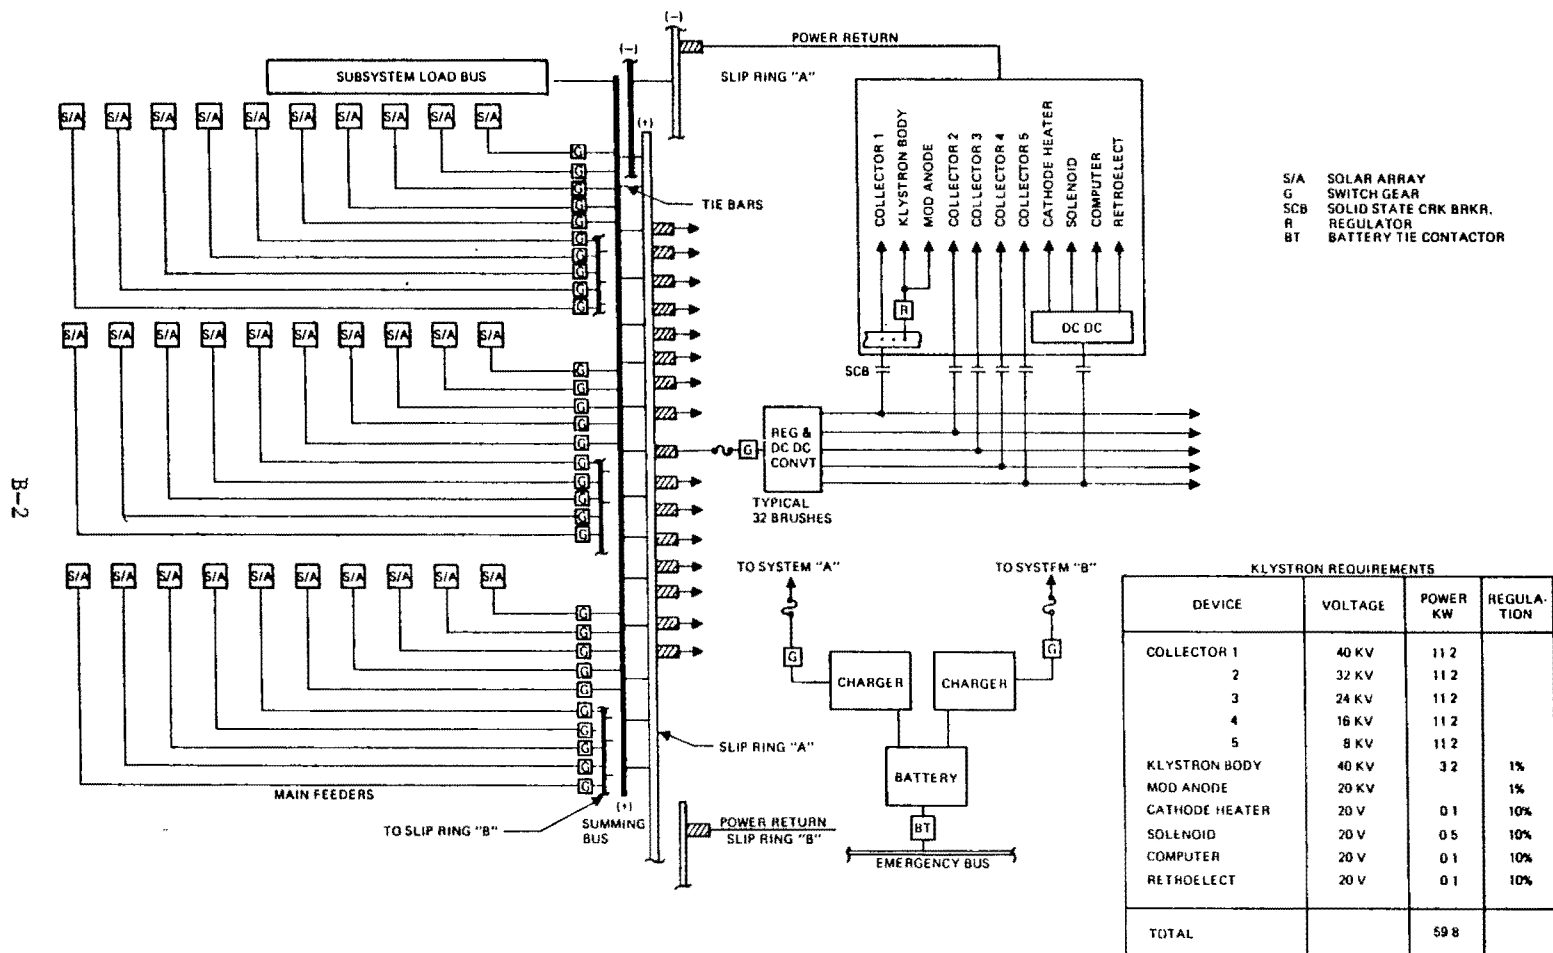 (-)
POWER RETURN
(-)
SLIP RING "A"
SUBSYSTEM LOAD BUS
S/A S/A S/A S/A S/A S/A S/A S/A S/A S/A
(+)
G
G
G
G
G
G
G
G
G
G
TIE BARS
COLLECTOR 1
KLYSTRON BODY
MOD ANODE
COLLECTOR 2
COLLECTOR 3
COLLECTOR 4
COLLECTOR 5
CATHODE HEATER
SOLENOID
COMPUTER
RETROELECT
R
DC DC
SCB
S/A SOLAR ARRAY
G SWITCH GEAR
SCB SOLID STATE CRK BRKR.
R REGULATOR
BT BATTERY TIE CONTACTOR
S/A S/A S/A S/A S/A S/A S/A S/A S/A S/A
G
G
G
G
G
G
G
G
G
G
G
REG &
DC DC
CONVT
TYPICAL
32 BRUSHES
B-2
S/A S/A S/A S/A S/A S/A S/A S/A S/A S/A
G
G
G
G
G
G
G
G
G
G
MAIN FEEDERS
TO SLIP RING "B"
(+)
SUMMING
BUS
SLIP RING "A"
POWER RETURN
SLIP RING "B"
TO SYSTEM "A"
TO SYSTEM "B"
G
G
CHARGER
CHARGER
BATTERY
BT
EMERGENCY BUS
KLYSTRON REQUIREMENTS
DEVICE VOLTAGE POWER KW REGULA-TION
COLLECTOR 1 40 KV 11 2
2 32 KV 11 2
3 24 KV 11 2
4 16 KV 11 2
5 8 KV 11 2
KLYSTRON BODY 40 KV 3 2 1%
MOD ANODE 20 KV 1%
CATHODE HEATER 20 V 0 1 10%
SOLENOID 20 V 0 5 10%
COMPUTER 20 V 0 1 10%
RETROELECT 20 V 0 1 10%
TOTAL 59 8